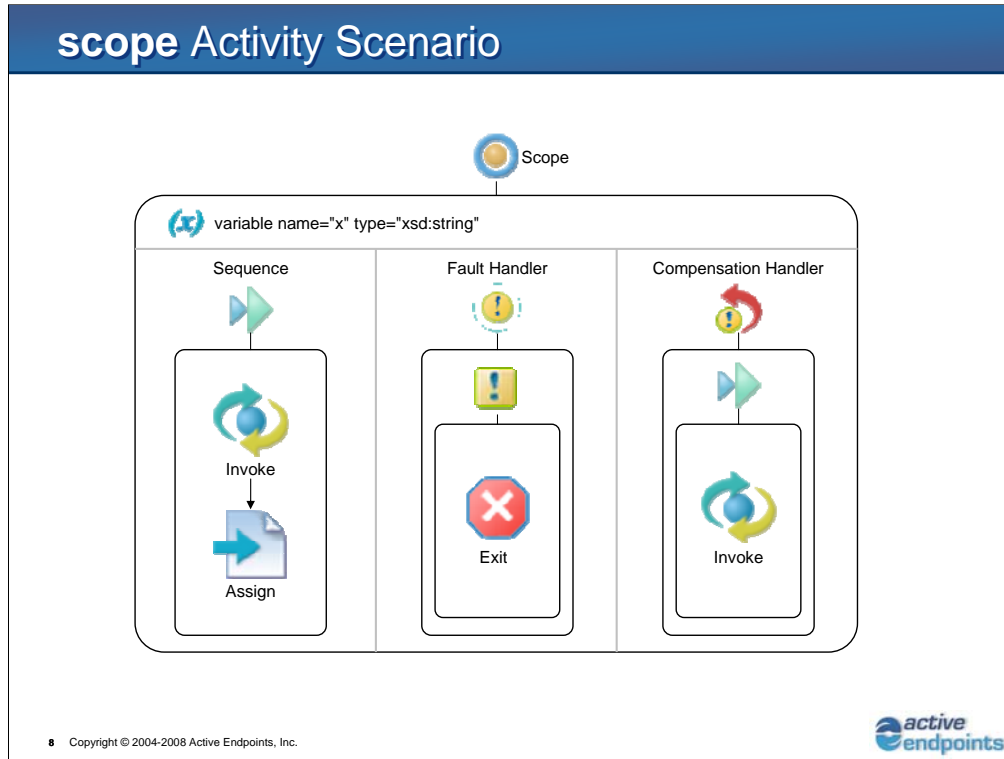 scope Activity Scenario
Scope
(x) variable name="x" type="xsd:string"
Sequence
Fault Handler
Compensation Handler
Invoke
Assign
Exit
Invoke
8 Copyright © 2004-2008 Active Endpoints, Inc.
active
endpoints